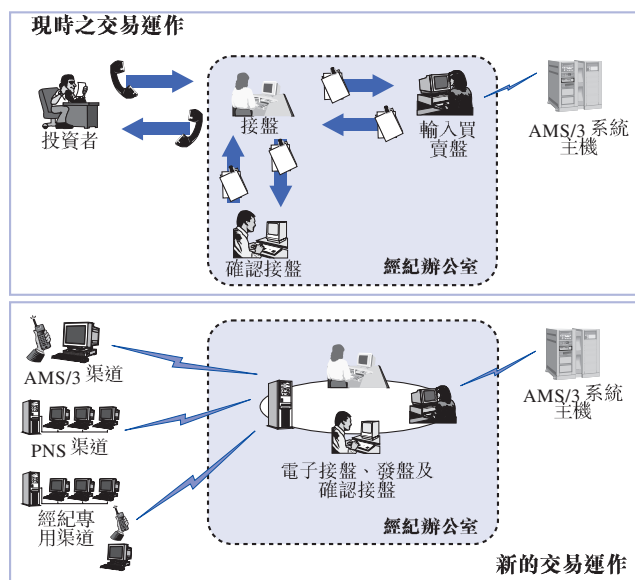 現時之交易運作
投資者
接盤
輸入買
賣盤
AMS/3 系統
主機
確認接盤
經紀辦公室
AMS/3 渠道
PNS 渠道
經紀專
用渠道
電子接盤、發盤及
確認接盤
經紀辦公室
AMS/3 系統
主機
新的交易運作